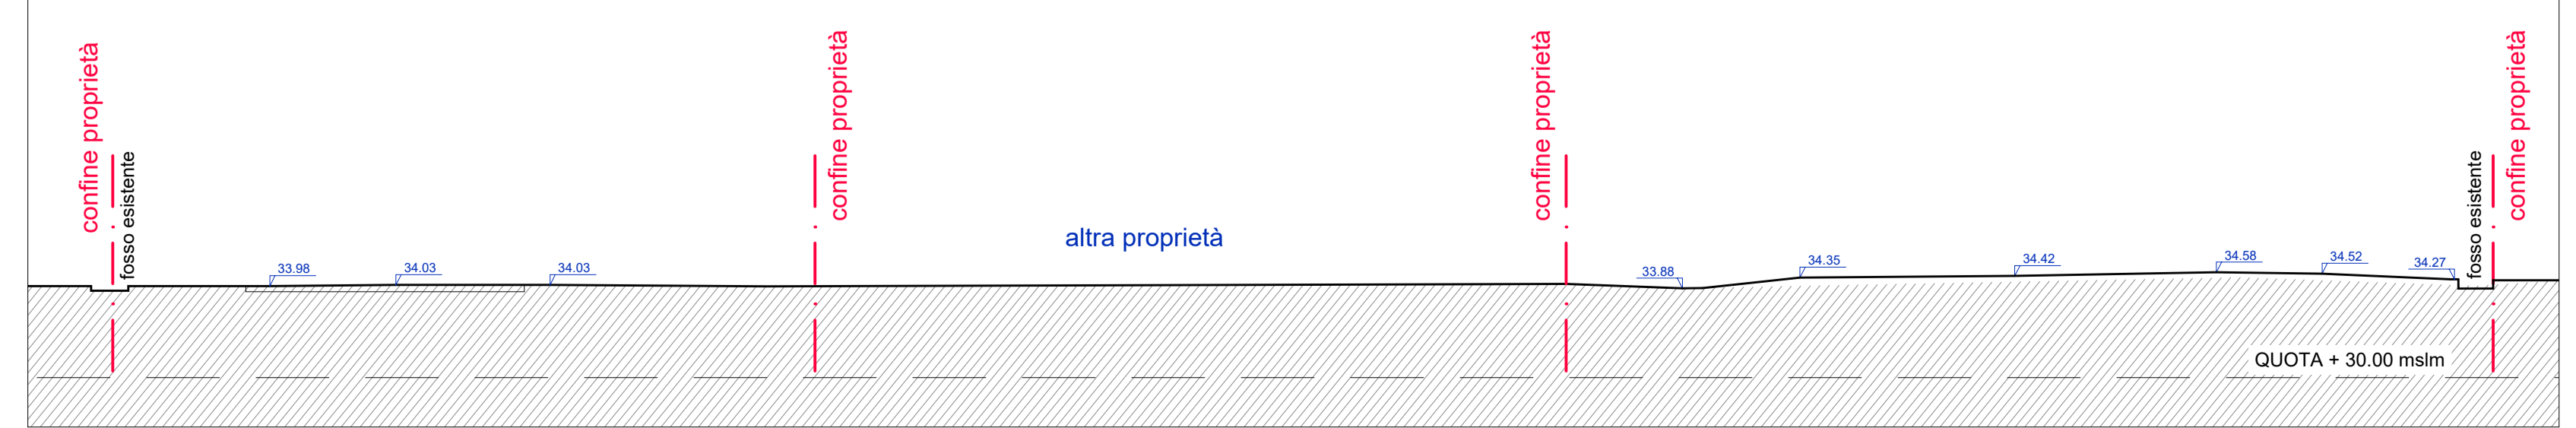 confine proprietà
fosso esistente
confine proprietà
altra proprietà
confine proprietà
fosso esistente
confine proprietà
33.98
34.03
34.03
33.88
34.35
34.42
34.58
34.52
34.27
QUOTA + 30.00 mslm